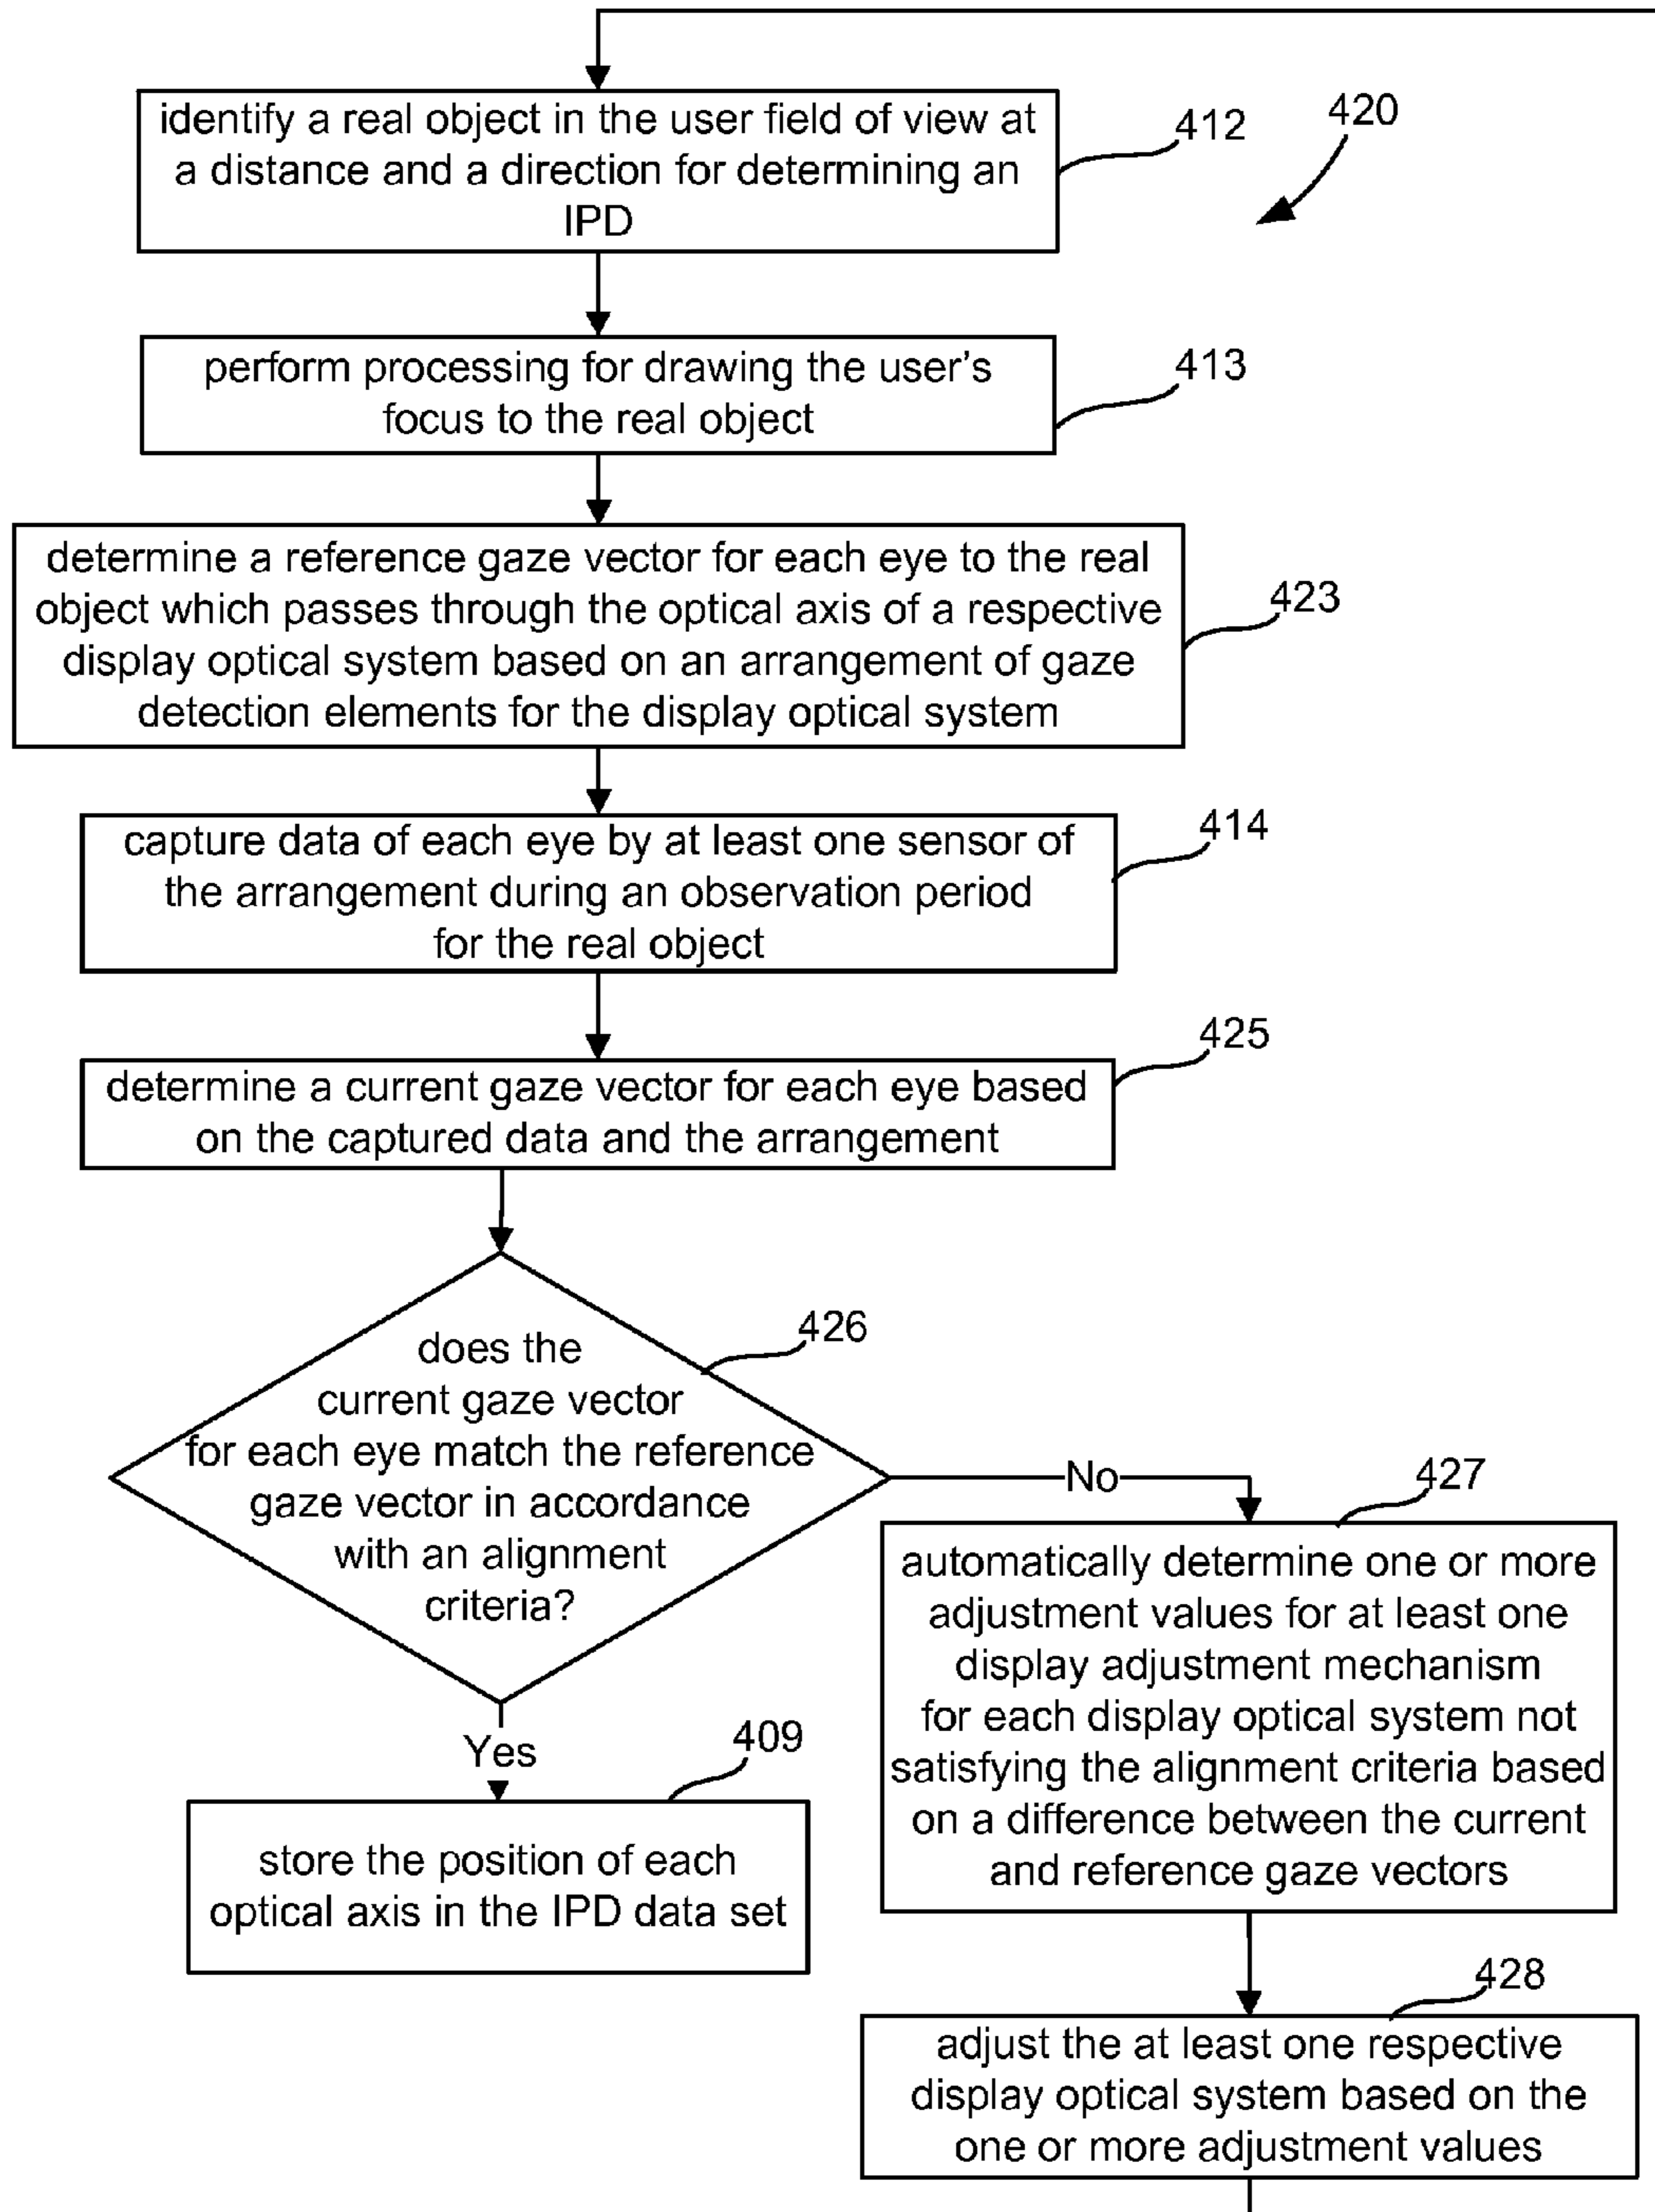 420
identify a real object in the user field of view at
a distance and a direction for determining an
IPD
412
perform processing for drawing the user's
focus to the real object
413
determine a reference gaze vector for each eye to the real
object which passes through the optical axis of a respective
display optical system based on an arrangement of gaze
detection elements for the display optical system
423
capture data of each eye by at least one sensor of
the arrangement during an observation period
for the real object
414
determine a current gaze vector for each eye based
on the captured data and the arrangement
425
does the
current gaze vector
for each eye match the reference
gaze vector in accordance
with an alignment
criteria?
426
No
Yes
store the position of each
optical axis in the IPD data set
409
automatically determine one or more
adjustment values for at least one
display adjustment mechanism
for each display optical system not
satisfying the alignment criteria based
on a difference between the current
and reference gaze vectors
427
adjust the at least one respective
display optical system based on the
one or more adjustment values
428